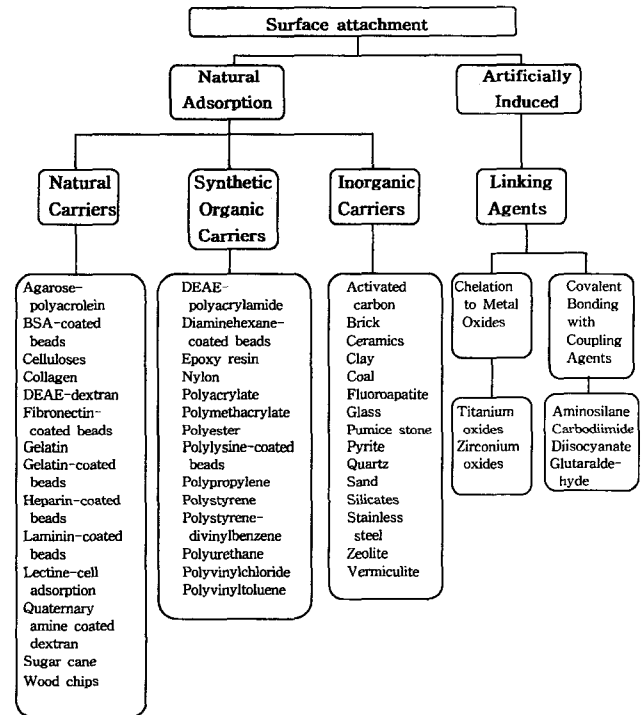 Surface attachment
Natural
Adsorption
Artificially
Induced
Natural
Carriers
Synthetic
Organic
Carriers
Inorganic
Carriers
Linking
Agents
Agarose-
polyacrolein
BSA-coated
beads
Celluloses
Collagen
DEAE-dextran
Fibronectin-
coated beads
Gelatin
Gelatin-coated
beads
Heparin-coated
beads
Laminin-coated
beads
Lectine-cell
adsorption
Quaternary
amine coated
dextran
Sugar cane
Wood chips
DEAE-
polyacrylamide
Diaminehexane-
coated beads
Epoxy resin
Nylon
Polyacrylate
Polymethacrylate
Polyester
Polylysine-coated
beads
Polypropylene
Polystyrene
Polystyrene-
divinylbenzene
Polyurethane
Polyvinylchloride
Polyvinyltoluene
Activated
carbon
Brick
Ceramics
Clay
Coal
Fluoroapatite
Glass
Pumice stone
Pyrite
Quartz
Sand
Silicates
Stainless
steel
Zeolite
Vermiculite
Chelation
to Metal
Oxides
Covalent
Bonding
with
Coupling
Agents
Titanium
oxides
Zirconium
oxides
Aminosilane
Carbodiimide
Diisocyanate
Glutaralde-
hyde